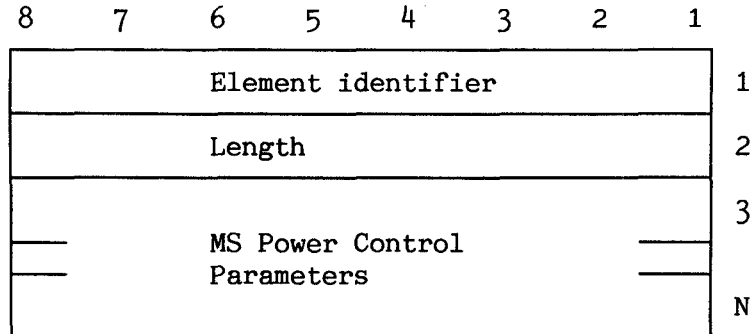 8 7 6 5 4 3 2 1
Element identifier 1
Length 2
3
MS Power Control
Parameters
N